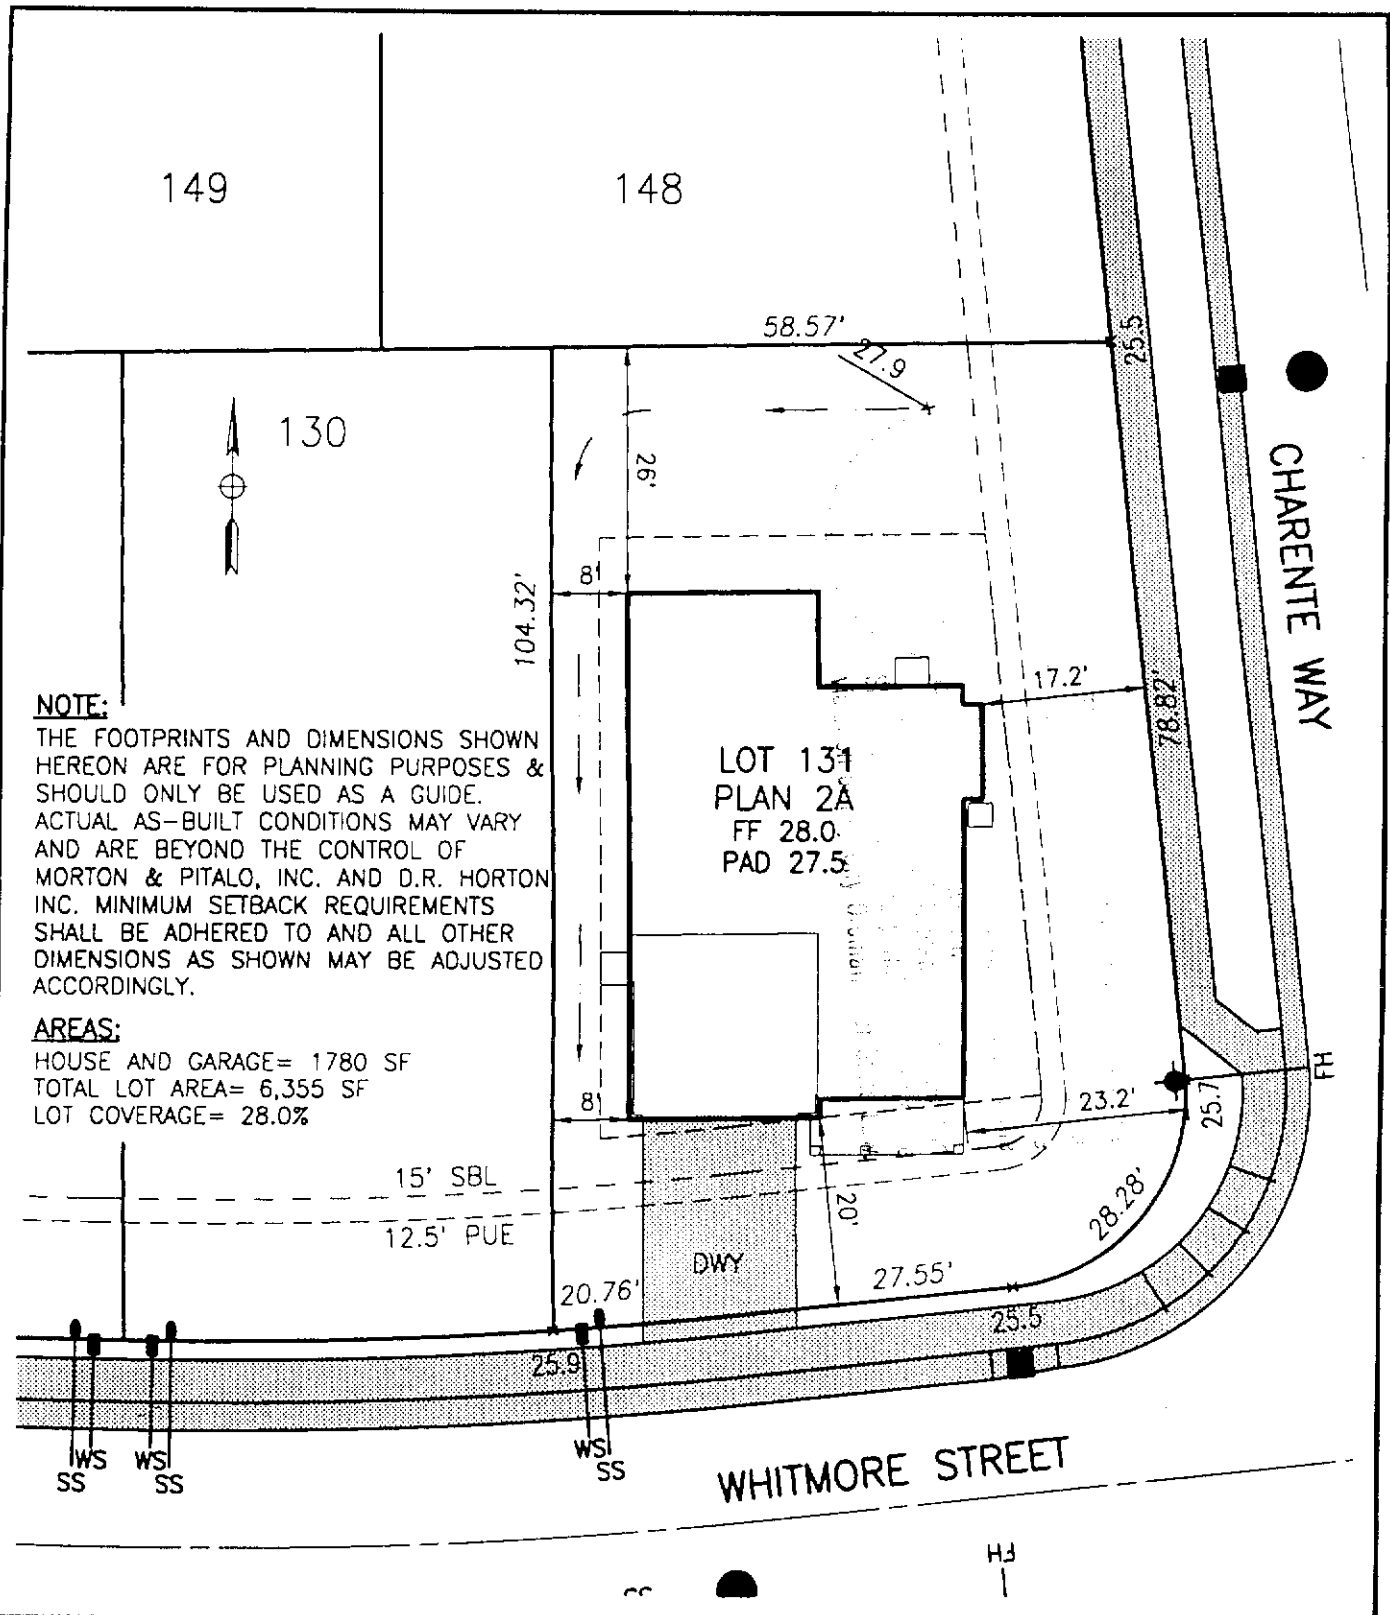 149
148
58.57'
25.5
27.9
130
26'
CHARENTE WAY
8'
104.32'
17.2'
78.82'
NOTE:
THE FOOTPRINTS AND DIMENSIONS SHOWN
HEREON ARE FOR PLANNING PURPOSES &
SHOULD ONLY BE USED AS A GUIDE.
ACTUAL AS-BUILT CONDITIONS MAY VARY
AND ARE BEYOND THE CONTROL OF
MORTON & PITALO, INC. AND D.R. HORTON
INC. MINIMUM SETBACK REQUIREMENTS
SHALL BE ADHERED TO AND ALL OTHER
DIMENSIONS AS SHOWN MAY BE ADJUSTED
ACCORDINGLY.
LOT 131
PLAN 2A
FF 28.0
PAD 27.5
AREAS:
HOUSE AND GARAGE= 1780 SF
TOTAL LOT AREA= 6,355 SF
LOT COVERAGE= 28.0%
8'
23.2'
25.7
FH
15' SBL
12.5' PUE
20'
28.28'
DWY
20.76'
27.55'
25.9
25.5
SS
WS
WS
SS
WS
SS
WHITMORE STREET
FH